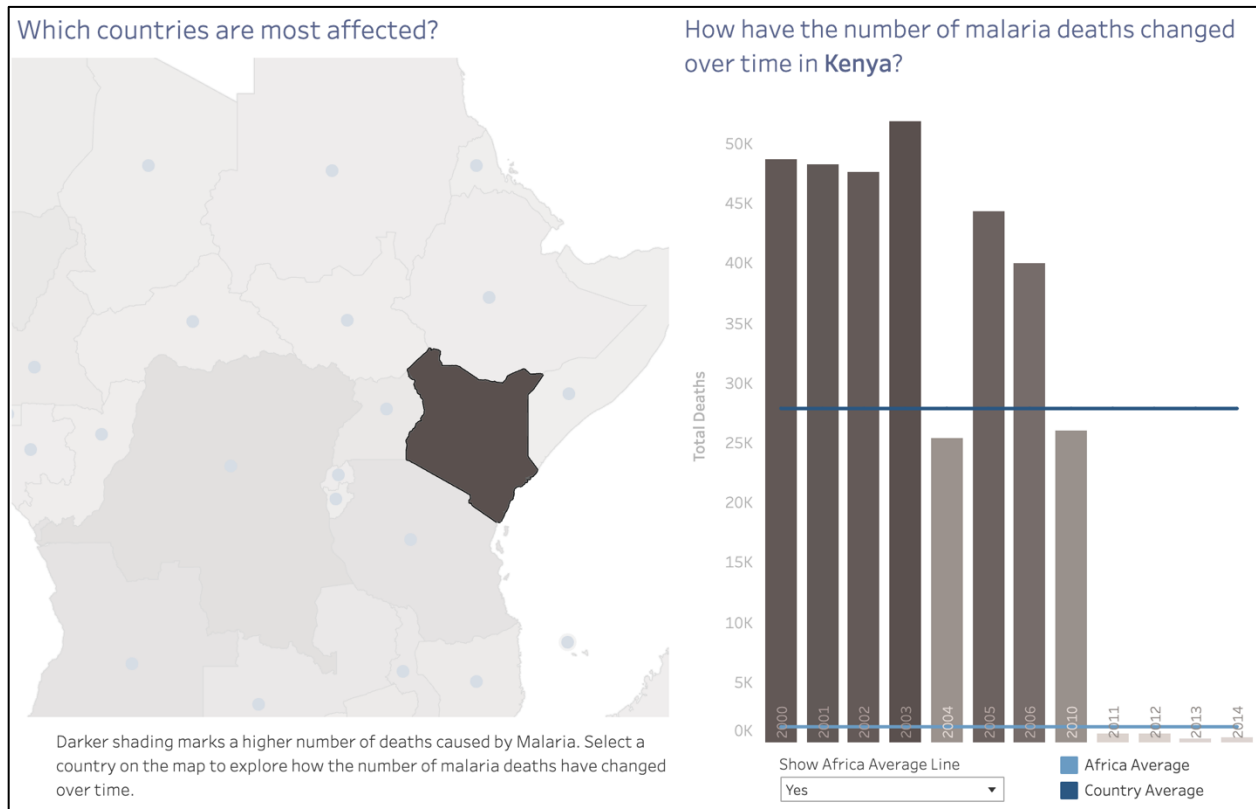 Which countries are most affected?
Darker shading marks a higher number of deaths caused by Malaria. Select a
country on the map to explore how the number of malaria deaths have changed
over time.
How have the number of malaria deaths changed
over time in Kenya?
Total Deaths
50K
45K
40K
35K
30K
25K
20K
15K
10K
5K
0K
2000
2001
2002
2003
2004
2005
2006
2010
2011
2012
2013
2014
Show Africa Average Line
Yes
Africa Average
Country Average